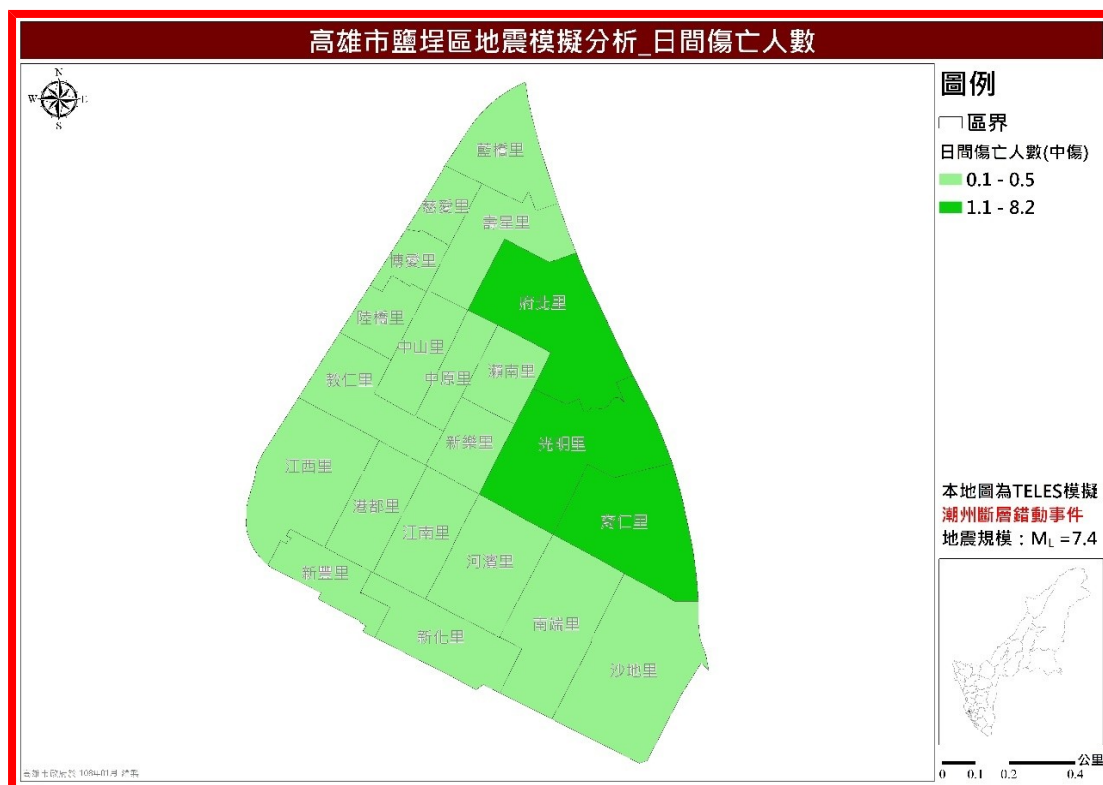 高雄市鹽埕區地震模擬分析_日間傷亡人數
N
W E
S
圖例
區界
日間傷亡人數(中傷)
0.1 - 0.5
1.1 - 8.2
藍橋里
慈愛里
壽星里
博愛里
府北里
陸橋里
中山里
中原里
瀨南里
教仁里
新樂里
光明里
江西里
港都里
江南里
育仁里
河濱里
新豐里
新化里
南端里
沙地里
本地圖為TELES模擬
潮州斷層錯動事件
地震規模：ML =7.4
公里
0 0.1 0.2 0.4